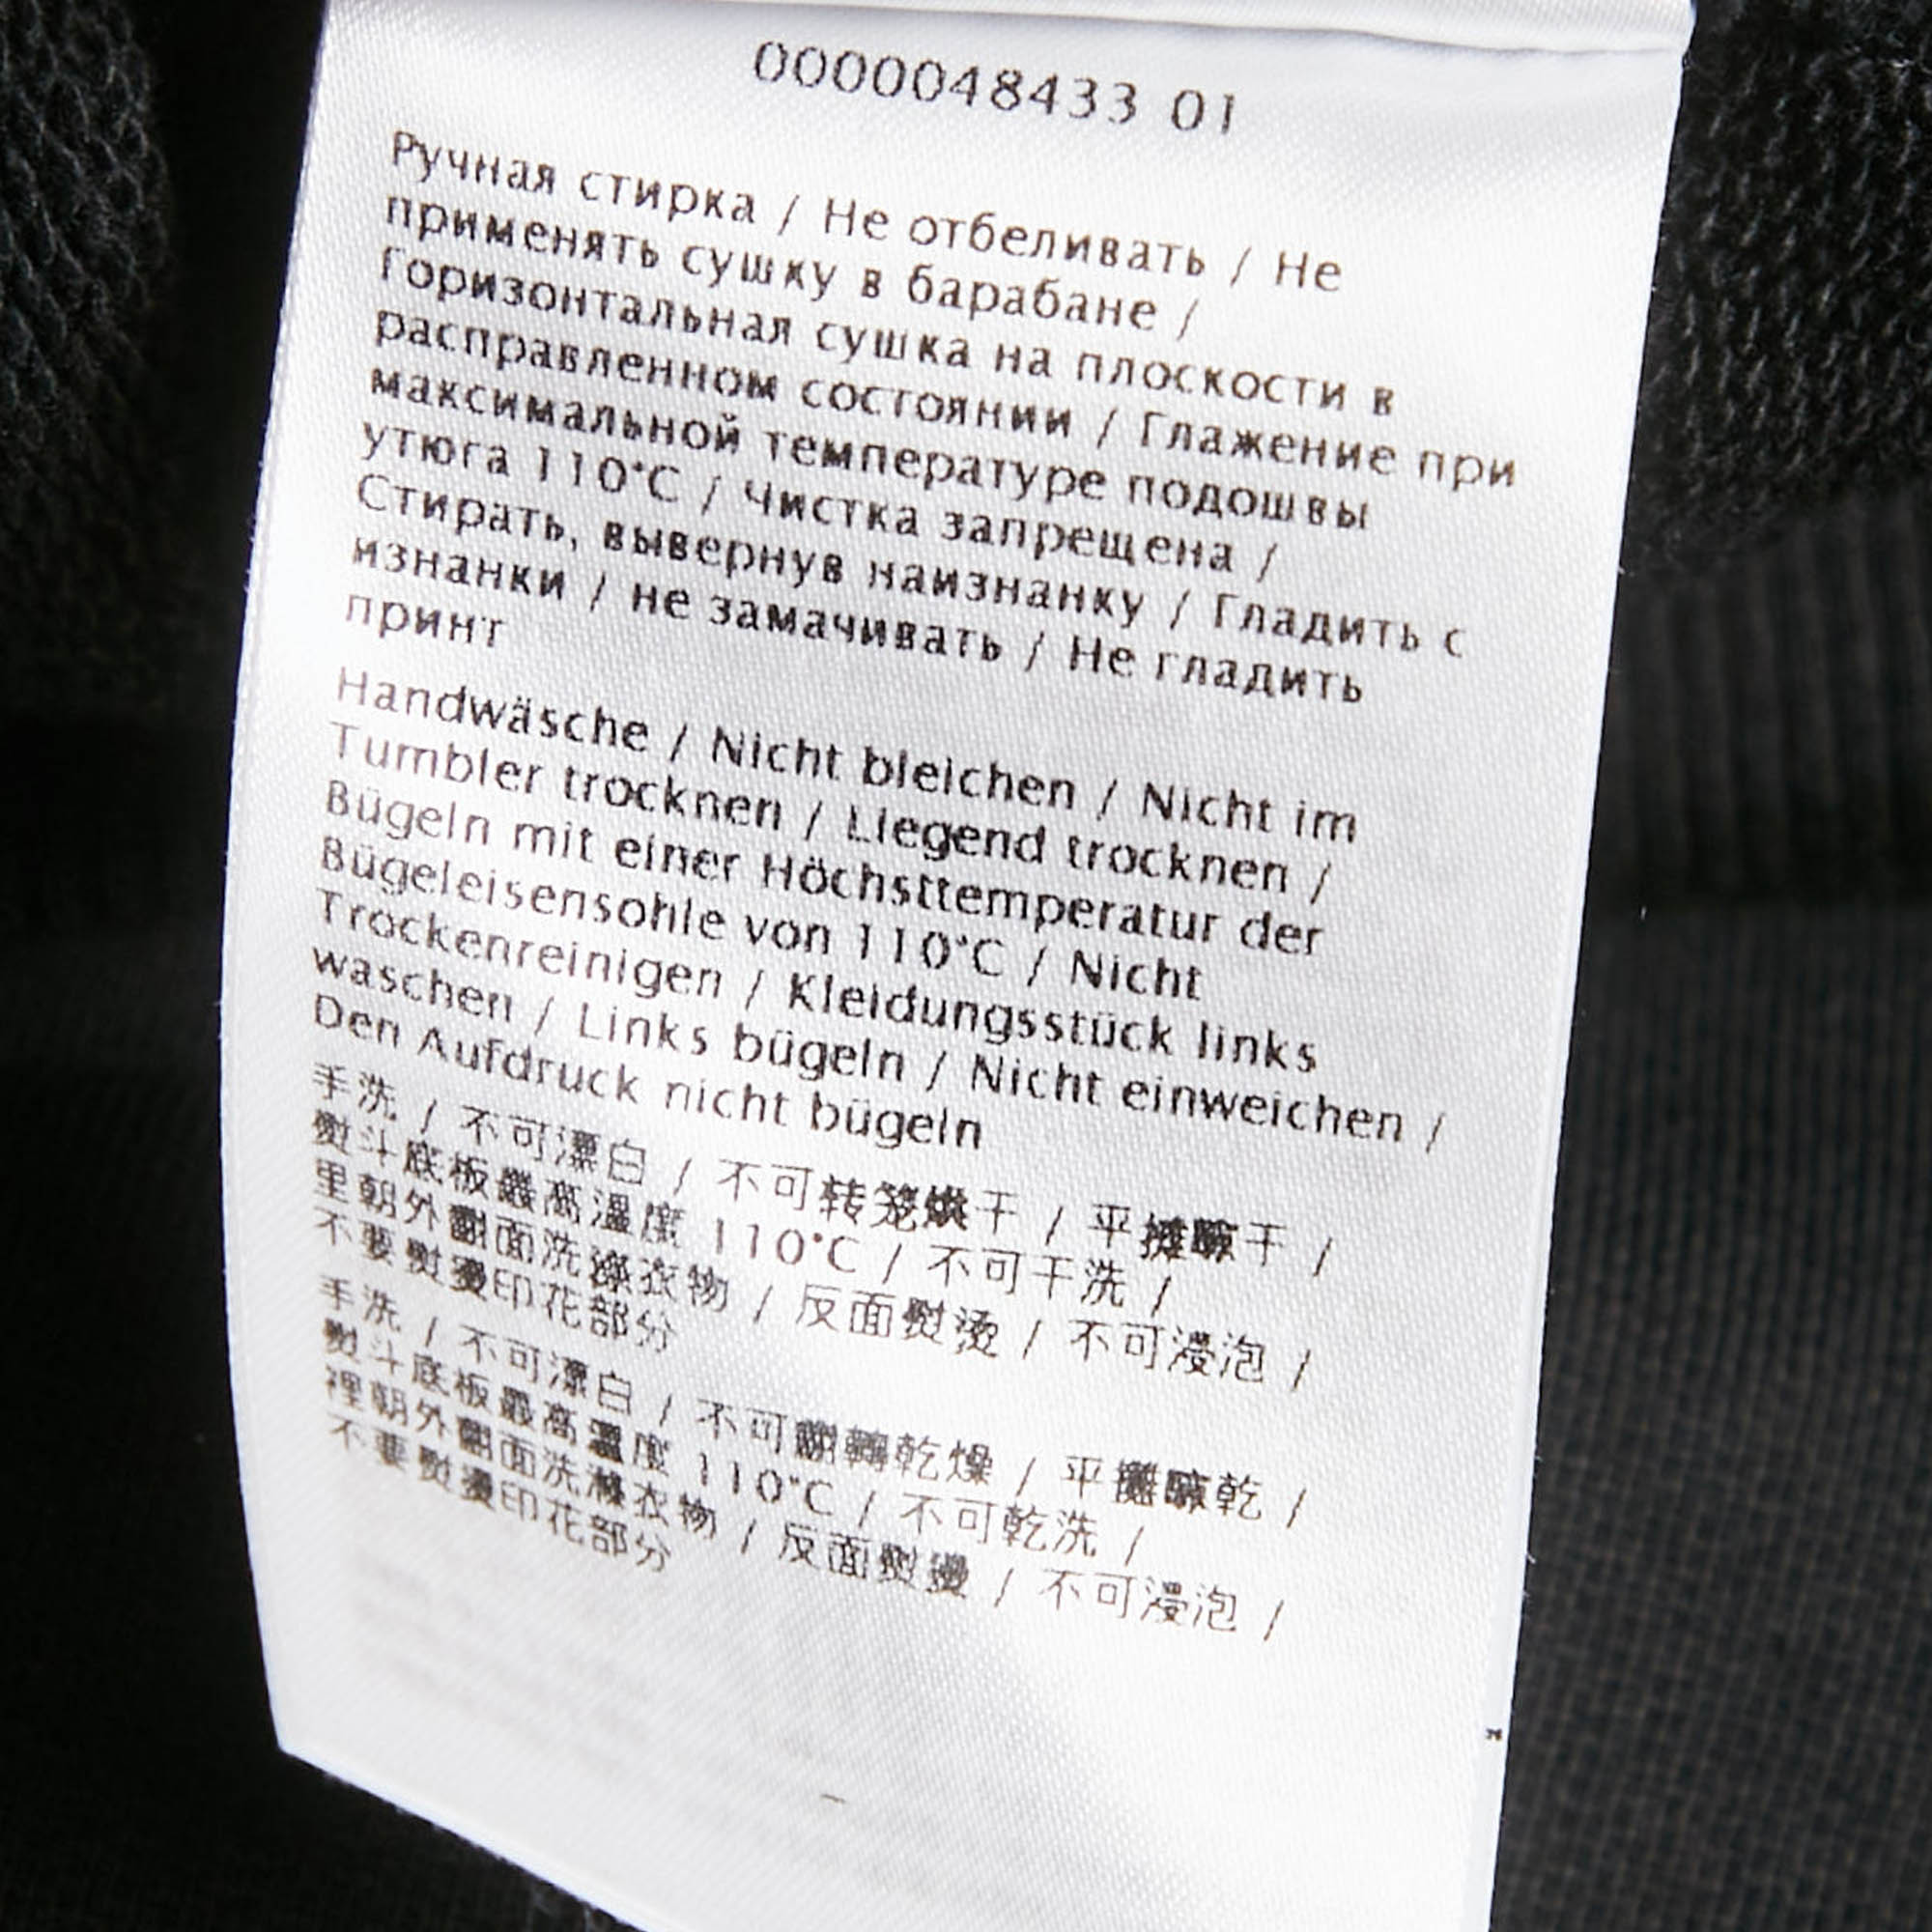 0000048433 01
Ручная стирка / Не отбеливать / Не
применять сушку в барабане /
Горизонтальная сушка на плоскости в
расправленном состоянии / Глажение при
максимальной температуре подошвы
утюга 110°C / Чистка запрещена /
Стирать, вывернув наизнанку / Гладить с
изнанки / не замачивать / Не гладить
принт
Handwäsche / Nicht bleichen / Nicht im
Tumbler trocknen / Liegend trocknen /
Bügeln mit einer Höchsttemperatur der
Bügeleisensohle von 110°C / Nicht
Trockenreinigen / Kleidungsstück links
waschen / Links bügeln / Nicht einweichen /
Den Aufdruck nicht bügeln
手洗 / 不可漂白 / 不可转笼烘干 / 平摊晾干 /
熨斗底板最高温度 110°C / 不可干洗 /
里朝外翻面洗涤衣物 / 反面熨烫 / 不可浸泡 /
不要熨烫印花部分
手洗 / 不可漂白 / 不可翻轉乾燥 / 平攤晾乾 /
熨斗底板最高溫度 110°C / 不可乾洗 /
裡朝外翻面洗滌衣物 / 反面熨燙 / 不可浸泡 /
不要熨燙印花部分